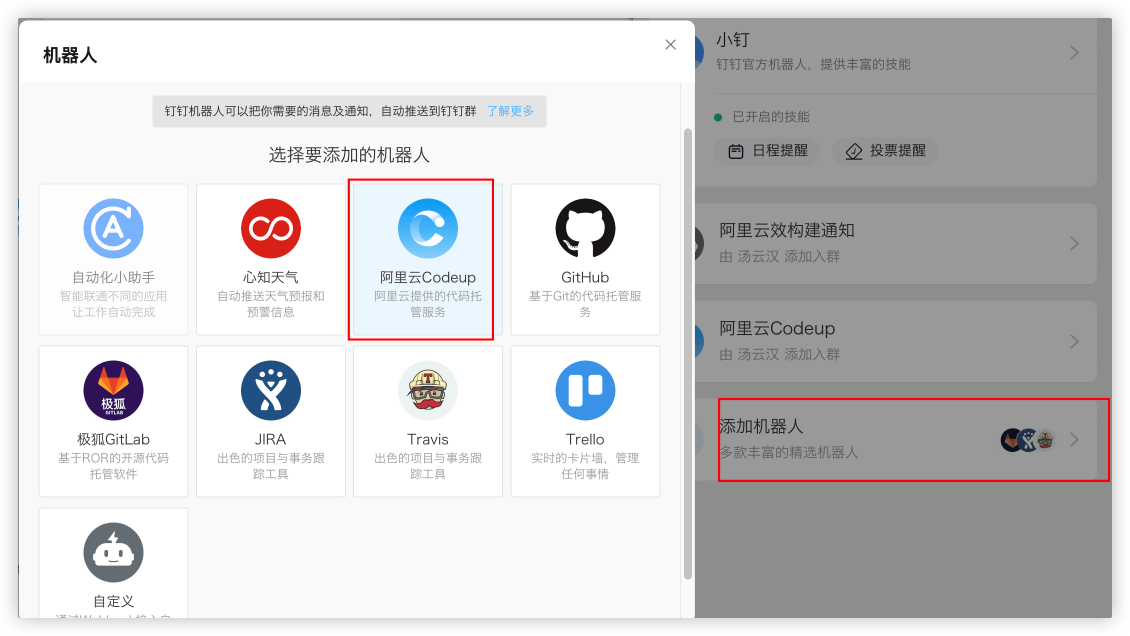 机器人
钉钉机器人可以把你需要的消息及通知，自动推送到钉钉群 了解更多
选择要添加的机器人
自动化小助手
智能联通不同的应用
让工作自动完成
心知天气
自动推送天气预报和
预警信息
阿里云Codeup
阿里云提供的代码托
管服务
GitHub
基于Git的代码托管服
务
极狐
GITLAB
极狐GitLab
基于ROR的开源代码
托管软件
JIRA
出色的项目与事务跟
踪工具
Travis
出色的项目与事务跟
踪工具
Trello
实时的卡片墙，管理
任何事情
自定义
小钉
钉钉官方机器人，提供丰富的技能
已开启的技能
日程提醒
投票提醒
阿里云效构建通知
由 汤云汉 添加入群
阿里云Codeup
由 汤云汉 添加入群
添加机器人
多款丰富的精选机器人